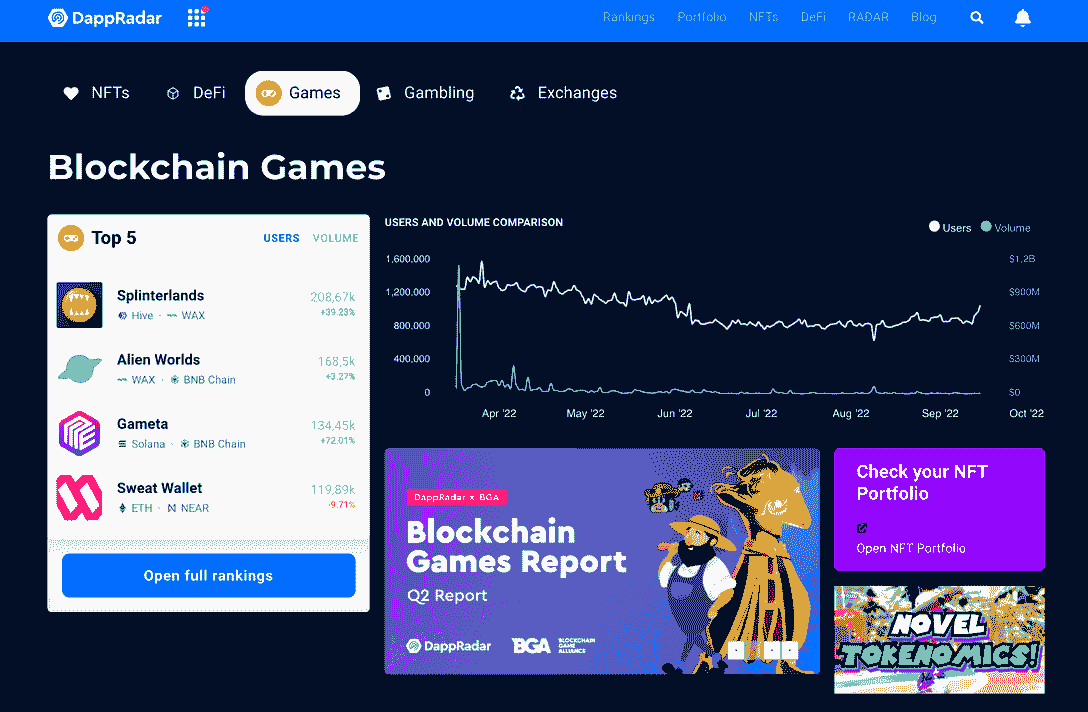 DappRadar
Rankings Portfolio NFTs DeFi RADAR Blog
NFTs DeFi Games Gambling Exchanges
Blockchain Games
Top 5 USERS VOLUME
Splinterlands 208,67k
Hive · WAX +39.23%
Alien Worlds 168,5k
WAX · BNB Chain +3.27%
Gameta 134,45k
Solana · BNB Chain +72.01%
Sweat Wallet 119,89k
ETH · NEAR -9.71%
Open full rankings
USERS AND VOLUME COMPARISON
Users Volume
1,600,000 $1,2B
1,200,000 $900M
800,000 $600M
400,000 $300M
0 $0
Apr '22 May '22 Jun '22 Jul '22 Aug '22 Sep '22 Oct '22
DappRadar × BGA
Blockchain
Games Report
Q2 Report
DappRadar BGA BLOCKCHAIN
GAME
ALLIANCE
Check your NFT
Portfolio
Open NFT Portfolio
NOVEL
TOKENOMICS!